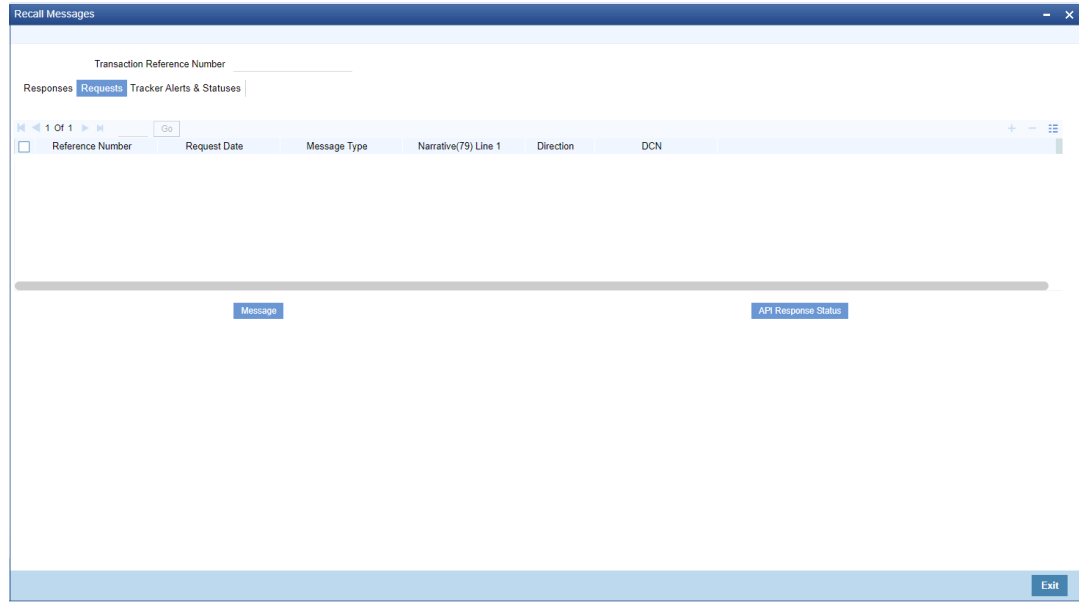 Recall Messages
Transaction Reference Number
Responses Requests Tracker Alerts & Statuses
1 Of 1 Go
Reference Number Request Date Message Type Narrative(79) Line 1 Direction DCN
Message API Response Status
Exit